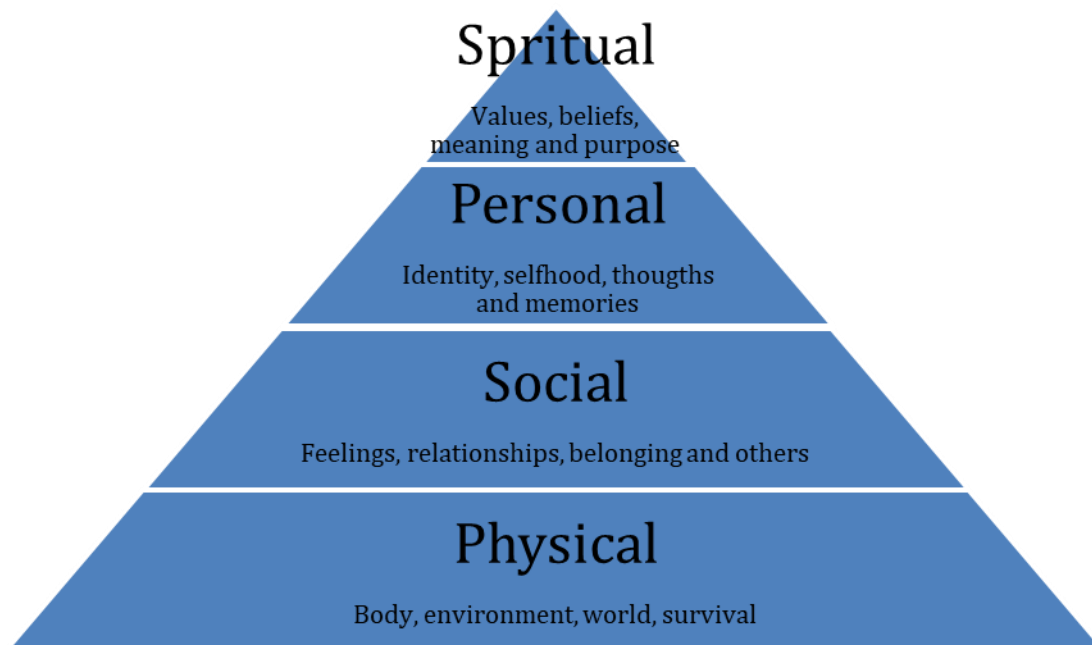 Spritual
Values, beliefs,
meaning and purpose
Personal
Identity, selfhood, thougths
and memories
Social
Feelings, relationships, belonging and others
Physical
Body, environment, world, survival